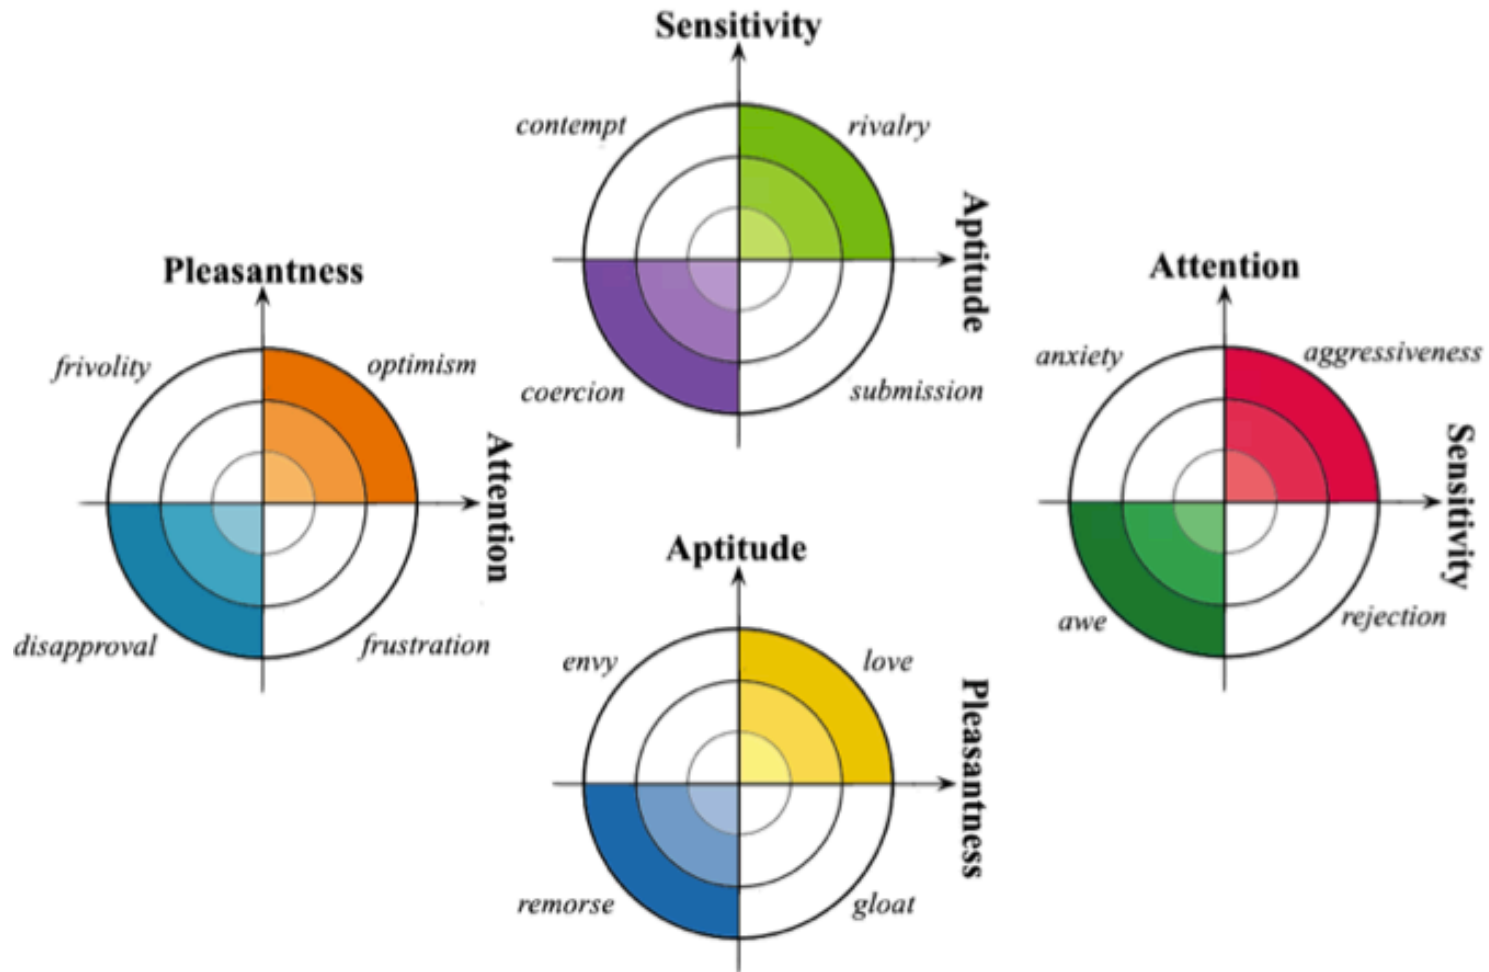 Sensitivity
contempt
rivalry
Aptitude
coercion
submission
Pleasantness
frivolity
optimism
Attention
disapproval
frustration
Attention
anxiety
aggressiveness
Sensitivity
awe
rejection
Aptitude
envy
love
Pleasantness
remorse
gloat